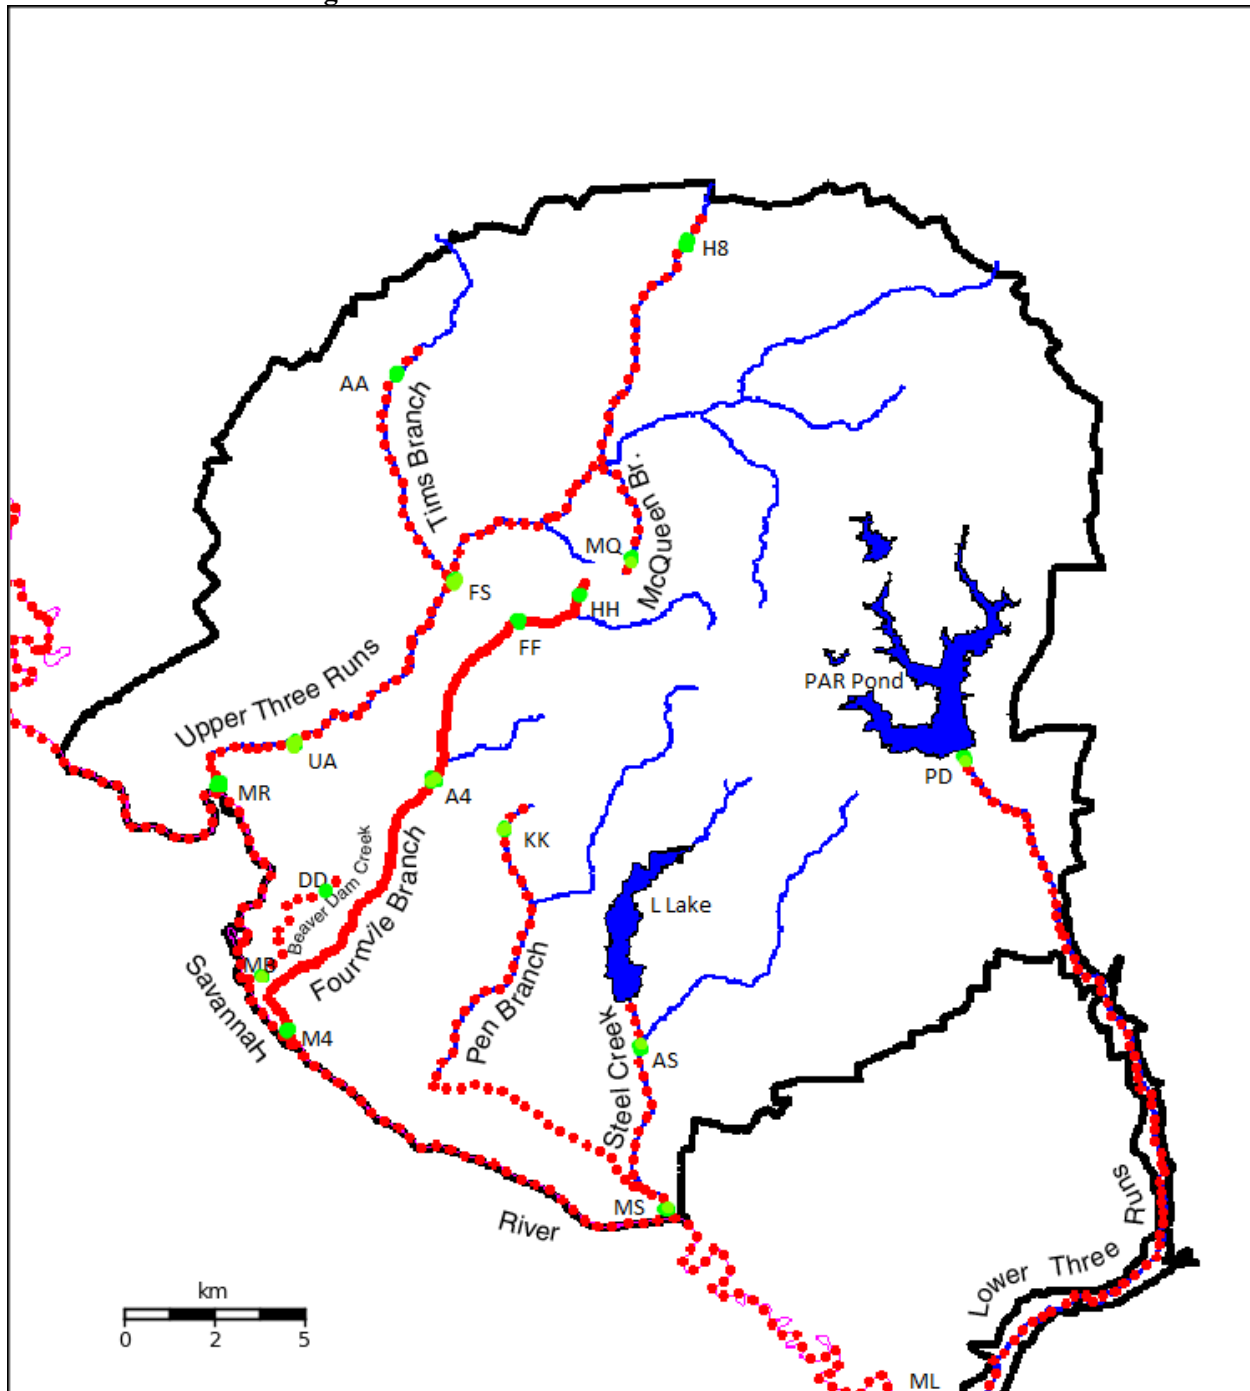 g
H8
AA
Tims Branch
McQueen Br.
MQ
FS
HH
FF
Upper Three Runs
PAR Pond
UA
PD
MR
A4
KK
DD
Beaver Dam Creek
L Lake
Fourmile Branch
MB
Savannah
Pen Branch
M4
Steel Creek
AS
MS
River
Lower Three Runs
km
0 2 5
ML